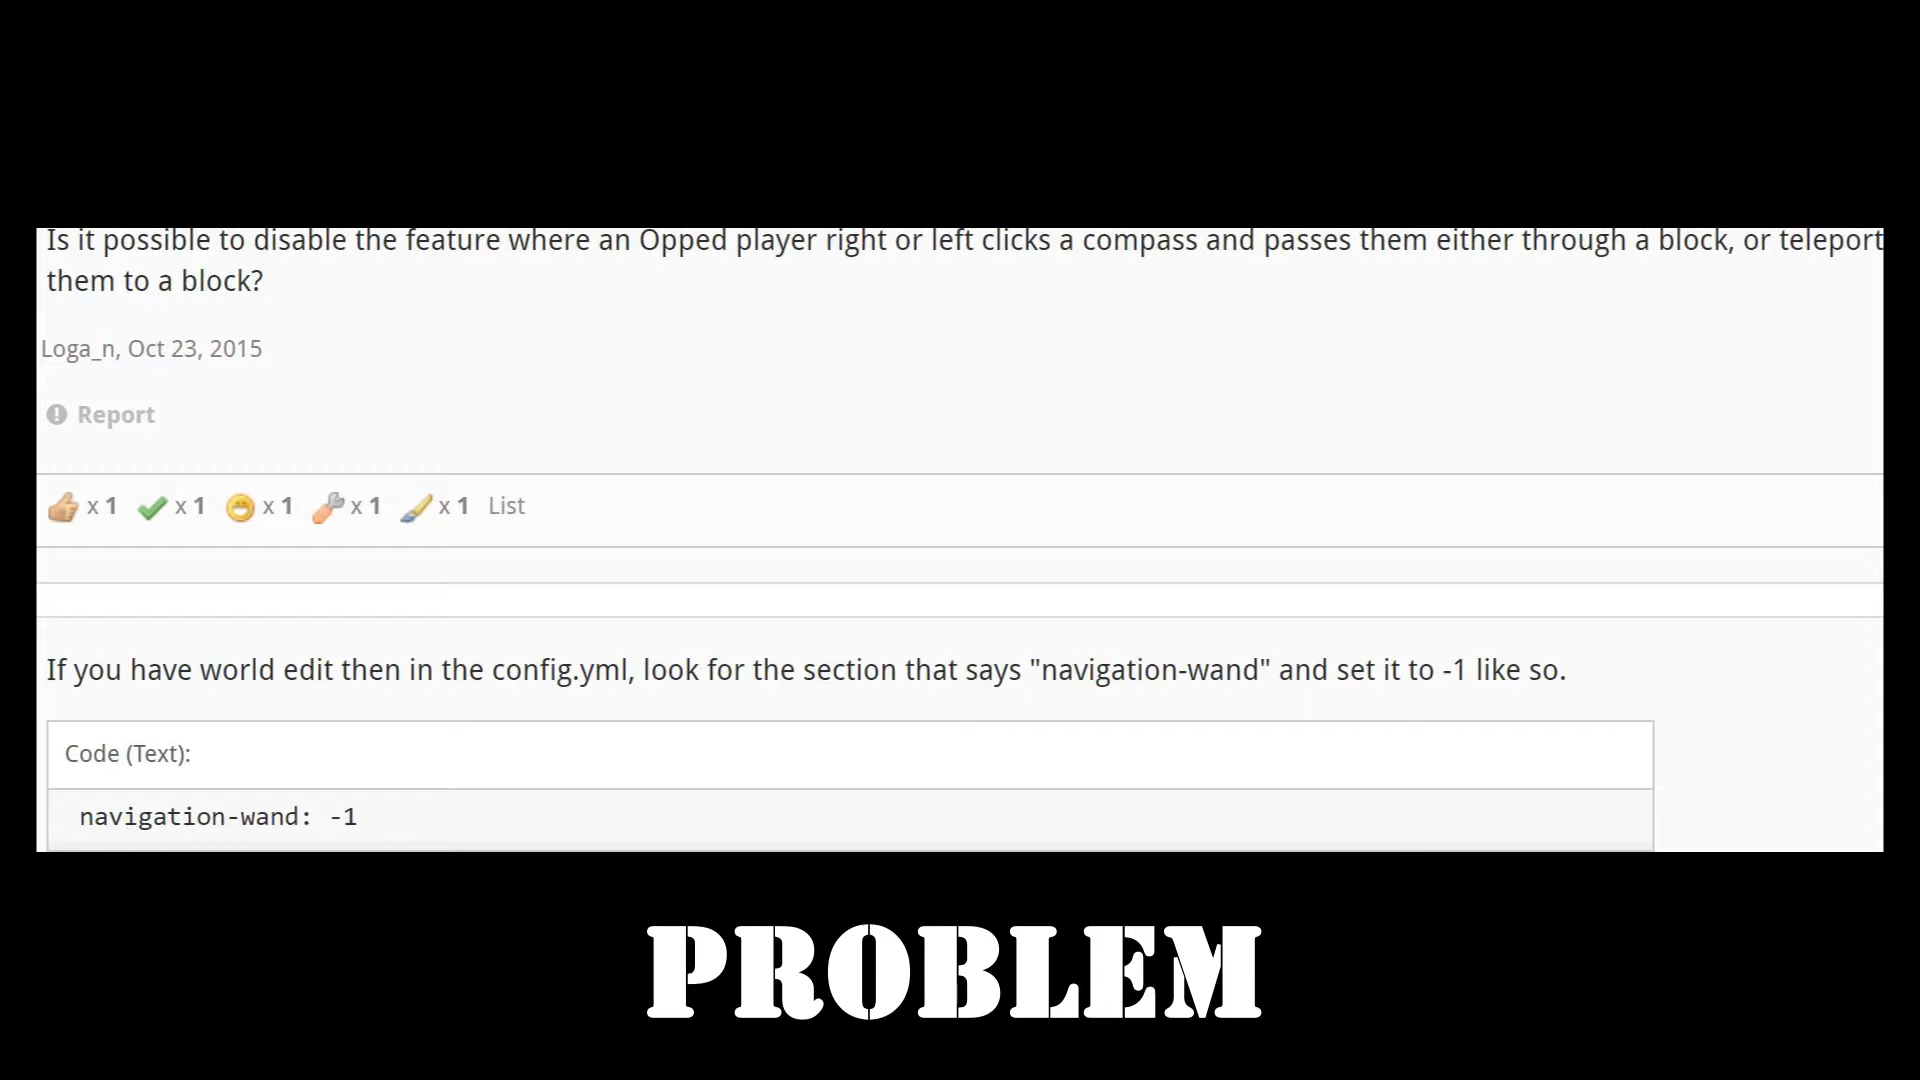 Is it possible to disable the feature where an Opped player right or left clicks a compass and passes them either through a block, or teleport
them to a block?
Loga_n, Oct 23, 2015
Report
x 1 x 1 x 1 x 1 x 1 List
If you have world edit then in the config.yml, look for the section that says "navigation-wand" and set it to -1 like so.
Code (Text):
navigation-wand: -1
PROBLEM